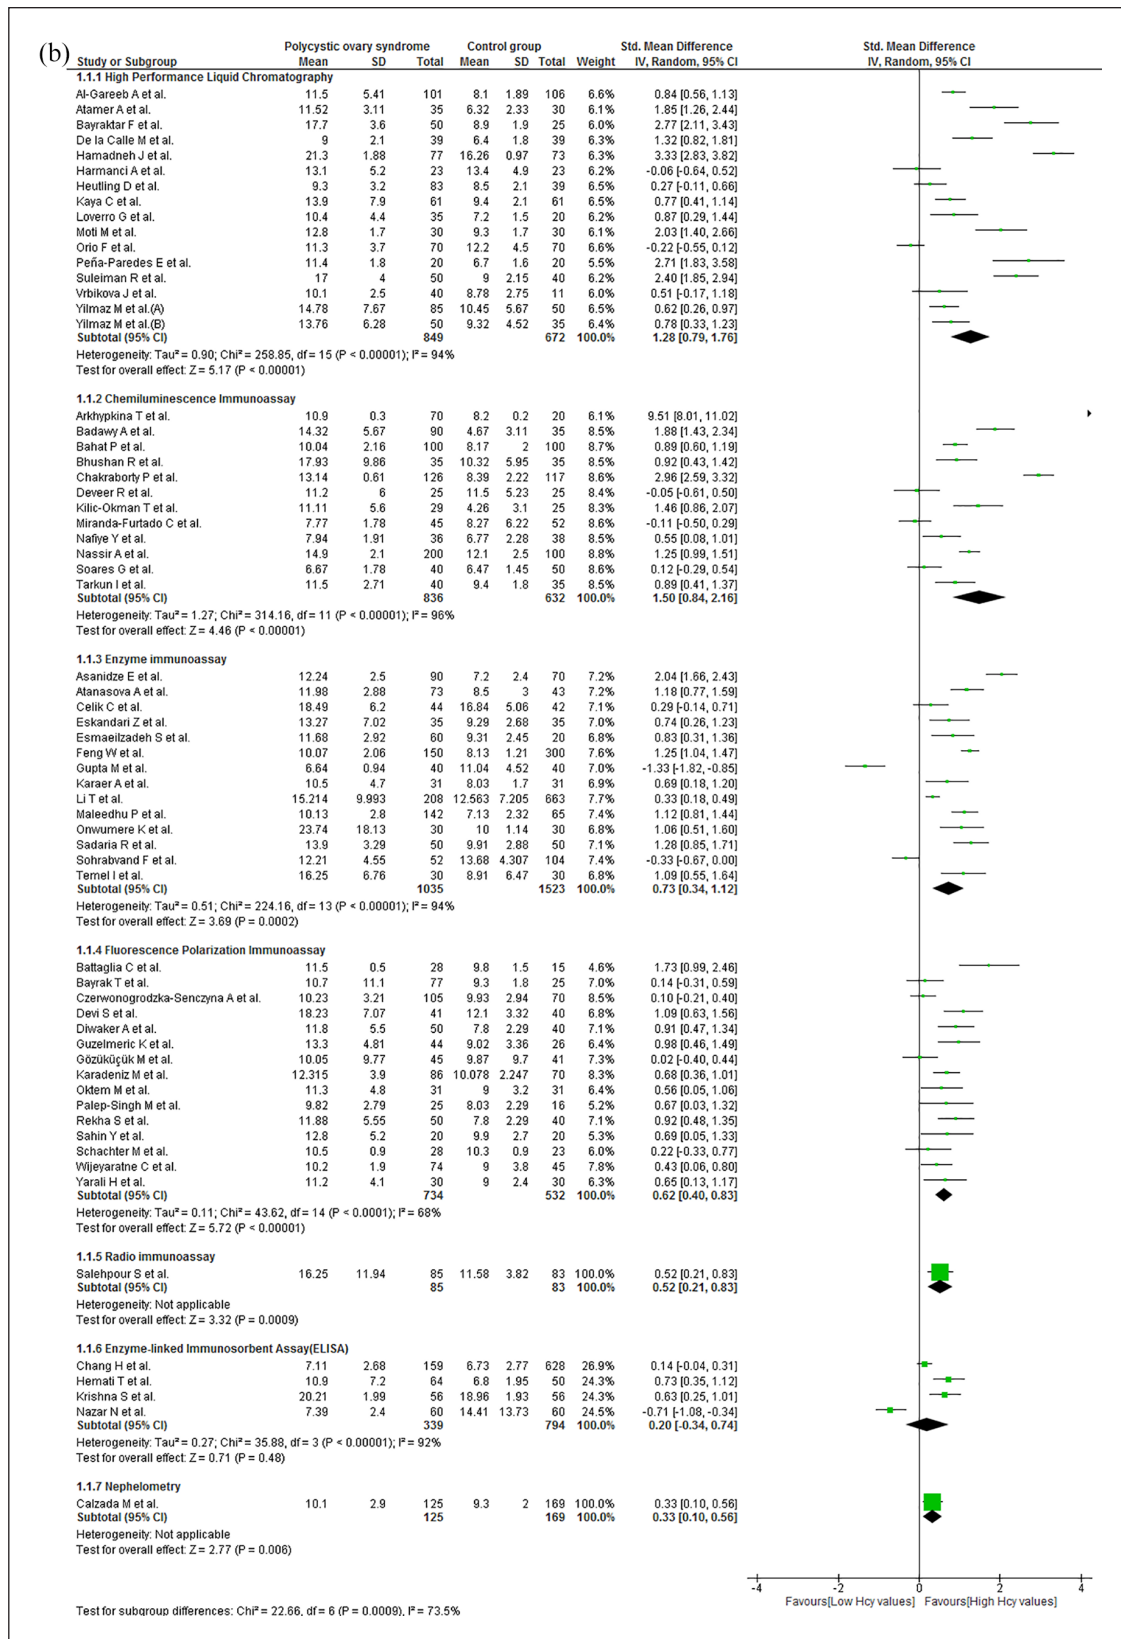 (b)
Polycystic ovary syndrome Control group Std. Mean Difference Std. Mean Difference
Study or Subgroup Mean SD Total Mean SD Total Weight IV, Random, 95% CI IV, Random, 95% CI
1.1.1 High Performance Liquid Chromatography
Al-Gareeb A et al. 11.5 5.41 101 8.1 1.89 106 6.6% 0.84 [0.56, 1.13]
Atamer A et al. 11.52 3.11 35 6.32 2.33 30 6.1% 1.85 [1.26, 2.44]
Bayraktar F et al. 17.7 3.6 50 8.9 1.9 25 6.0% 2.77 [2.11, 3.43]
De la Calle M et al. 9 2.1 39 6.4 1.8 39 6.3% 1.32 [0.82, 1.81]
Hamadneh J et al. 21.3 1.88 77 16.26 0.97 73 6.3% 3.33 [2.83, 3.82]
Harmanci A et al. 13.1 5.2 23 13.4 4.9 23 6.2% -0.06 [-0.64, 0.52]
Heutling D et al. 9.3 3.2 83 8.5 2.1 39 6.5% 0.27 [-0.11, 0.66]
Kaya C et al. 13.9 7.9 61 9.4 2.1 61 6.5% 0.77 [0.41, 1.14]
Loverro G et al. 10.4 4.4 35 7.2 1.5 20 6.2% 0.87 [0.29, 1.44]
Moti M et al. 12.8 1.7 30 9.3 1.7 30 6.1% 2.03 [1.40, 2.66]
Orio F et al. 11.3 3.7 70 12.2 4.5 70 6.5% -0.22 [-0.55, 0.12]
Peña-Paredes E et al. 11.4 1.8 20 6.7 1.6 20 5.6% 2.71 [1.83, 3.58]
Suleiman R et al. 17 4 50 9 2.15 40 6.2% 2.40 [1.85, 2.94]
Vrbikova J et al. 10.1 2.5 40 8.78 2.75 11 6.0% 0.51 [-0.17, 1.18]
Yilmaz M et al.(A) 14.78 7.67 85 10.45 5.67 50 6.5% 0.62 [0.26, 0.97]
Yilmaz M et al.(B) 13.76 6.28 50 9.32 4.52 35 6.4% 0.78 [0.33, 1.23]
Subtotal (95% CI) 849 672 100.0% 1.28 [0.79, 1.76]
Heterogeneity: Tau² = 0.90; Chi² = 258.85, df = 15 (P < 0.00001); I² = 94%
Test for overall effect: Z = 5.17 (P < 0.00001)
1.1.2 Chemiluminescence Immunoassay
Arkhypkina T et al. 10.9 0.3 70 8.2 0.2 20 6.1% 9.51 [8.01, 11.02]
Badawy A et al. 14.32 5.67 90 4.67 3.11 35 8.5% 1.88 [1.43, 2.34]
Bahat P et al. 10.04 2.16 100 8.17 2 100 8.7% 0.89 [0.60, 1.19]
Bhushan R et al. 17.93 9.86 35 10.32 5.95 35 8.5% 0.92 [0.43, 1.42]
Chakraborty P et al. 13.14 0.61 126 8.39 2.22 117 8.6% 2.96 [2.59, 3.32]
Deveer R et al. 11.2 6 25 11.5 5.23 25 8.4% -0.05 [-0.61, 0.50]
Kilic-Okman T et al. 11.11 5.6 29 4.26 3.1 25 8.3% 1.46 [0.86, 2.07]
Miranda-Furtado C et al. 7.77 1.78 45 8.27 6.22 52 8.6% -0.11 [-0.50, 0.29]
Nafiye Y et al. 7.94 1.91 36 6.77 2.28 38 8.5% 0.55 [0.08, 1.01]
Nassir A et al. 14.9 2.1 200 12.1 2.5 100 8.7% 1.25 [0.99, 1.51]
Soares G et al. 6.67 1.78 40 6.47 1.45 50 8.6% 0.12 [-0.29, 0.54]
Tarkun I et al. 11.5 2.71 40 9.4 1.8 35 8.5% 0.89 [0.41, 1.37]
Subtotal (95% CI) 836 632 100.0% 1.50 [0.84, 2.16]
Heterogeneity: Tau² = 1.27; Chi² = 314.16, df = 11 (P < 0.00001); I² = 96%
Test for overall effect: Z = 4.46 (P < 0.00001)
1.1.3 Enzyme immunoassay
Asanidze E et al. 12.24 2.5 90 7.2 2.4 70 7.2% 2.04 [1.66, 2.43]
Atanasova A et al. 11.98 2.88 73 8.5 3 43 7.2% 1.18 [0.77, 1.59]
Celik C et al. 18.49 6.2 44 16.84 5.06 42 7.1% 0.29 [-0.14, 0.71]
Eskandari Z et al. 13.27 7.02 35 9.29 2.68 35 7.0% 0.74 [0.26, 1.23]
Esmaeilzadeh S et al. 11.68 2.92 60 9.31 2.45 20 6.9% 0.83 [0.31, 1.36]
Feng W et al. 10.07 2.06 150 8.13 1.21 300 7.6% 1.25 [1.04, 1.47]
Gupta M et al. 6.64 0.94 40 11.04 4.52 40 7.0% -1.33 [-1.82, -0.85]
Karaer A et al. 10.5 4.7 31 8.03 1.7 31 6.9% 0.69 [0.18, 1.20]
Li T et al. 15.214 9.993 208 12.563 7.205 663 7.7% 0.33 [0.18, 0.49]
Maleedhu P et al. 10.13 2.8 142 7.13 2.32 65 7.4% 1.12 [0.81, 1.44]
Onwumere K et al. 23.74 18.13 30 10 1.14 30 6.8% 1.06 [0.51, 1.60]
Sadaria R et al. 13.9 3.29 50 9.91 2.88 50 7.1% 1.28 [0.85, 1.71]
Sohrabvand F et al. 12.21 4.55 52 13.68 4.307 104 7.4% -0.33 [-0.67, 0.00]
Temel I et al. 16.25 6.76 30 8.91 6.47 30 6.8% 1.09 [0.55, 1.64]
Subtotal (95% CI) 1035 1523 100.0% 0.73 [0.34, 1.12]
Heterogeneity: Tau² = 0.51; Chi² = 224.16, df = 13 (P < 0.00001); I² = 94%
Test for overall effect: Z = 3.69 (P = 0.0002)
1.1.4 Fluorescence Polarization Immunoassay
Battaglia C et al. 11.5 0.5 28 9.8 1.5 15 4.6% 1.73 [0.99, 2.46]
Bayrak T et al. 10.7 11.1 77 9.3 1.8 25 7.0% 0.14 [-0.31, 0.59]
Czerwonogrodzka-Senczyna A et al. 10.23 3.21 105 9.93 2.94 70 8.5% 0.10 [-0.21, 0.40]
Devi S et al. 18.23 7.07 41 12.1 3.32 40 6.8% 1.09 [0.63, 1.56]
Diwaker A et al. 11.8 5.5 50 7.8 2.29 40 7.1% 0.91 [0.47, 1.34]
Guzelmeric K et al. 13.3 4.81 44 9.02 3.36 26 6.3% 0.98 [0.46, 1.49]
Gözüküçük M et al. 10.05 9.77 45 9.87 9.7 41 7.3% 0.02 [-0.40, 0.44]
Karadeniz M et al. 12.315 3.9 86 10.078 2.247 70 8.2% 0.68 [0.36, 1.01]
Oktem M et al. 11.3 4.8 31 9 3.2 31 6.4% 0.56 [0.05, 1.06]
Palep-Singh M et al. 9.82 2.79 25 8.03 2.29 16 5.2% 0.67 [0.03, 1.32]
Rekha S et al. 11.88 5.55 50 7.8 2.29 40 7.1% 0.92 [0.48, 1.35]
Sahin Y et al. 12.8 5.2 20 9.9 2.7 20 5.3% 0.69 [0.05, 1.33]
Schachter M et al. 10.5 0.9 28 10.3 0.9 23 6.0% 0.22 [-0.33, 0.77]
Wijeyaratne C et al. 10.2 1.9 74 9 3.8 45 7.8% 0.43 [0.06, 0.80]
Yarali H et al. 11.2 4.1 30 9 2.4 30 6.3% 0.65 [0.13, 1.17]
Subtotal (95% CI) 734 532 100.0% 0.62 [0.40, 0.83]
Heterogeneity: Tau² = 0.11; Chi² = 43.62, df = 14 (P < 0.0001); I² = 68%
Test for overall effect: Z = 5.72 (P < 0.00001)
1.1.5 Radio immunoassay
Salehpour S et al. 16.25 11.94 85 11.58 3.82 83 100.0% 0.52 [0.21, 0.83]
Subtotal (95% CI) 85 83 100.0% 0.52 [0.21, 0.83]
Heterogeneity: Not applicable
Test for overall effect: Z = 3.32 (P = 0.0009)
1.1.6 Enzyme-linked Immunosorbent Assay(ELISA)
Chang H et al. 7.11 2.68 159 6.73 2.77 628 26.9% 0.14 [-0.04, 0.31]
Hemati T et al. 10.9 7.2 64 6.8 1.95 50 24.3% 0.73 [0.35, 1.12]
Krishna S et al. 20.21 1.99 56 18.96 1.93 56 24.3% 0.63 [0.25, 1.01]
Nazar N et al. 7.39 2.4 60 14.41 13.73 60 24.5% -0.71 [-1.08, -0.34]
Subtotal (95% CI) 339 794 100.0% 0.20 [-0.34, 0.74]
Heterogeneity: Tau² = 0.27; Chi² = 35.88, df = 3 (P < 0.00001); I² = 92%
Test for overall effect: Z = 0.71 (P = 0.48)
1.1.7 Nephelometry
Calzada M et al. 10.1 2.9 125 9.3 2 169 100.0% 0.33 [0.10, 0.56]
Subtotal (95% CI) 125 169 100.0% 0.33 [0.10, 0.56]
Heterogeneity: Not applicable
Test for overall effect: Z = 2.77 (P = 0.006)
-4 -2 0 2 4
Favours[Low Hcy values] Favours[High Hcy values]
Test for subgroup differences: Chi² = 22.66, df = 6 (P = 0.0009), I² = 73.5%